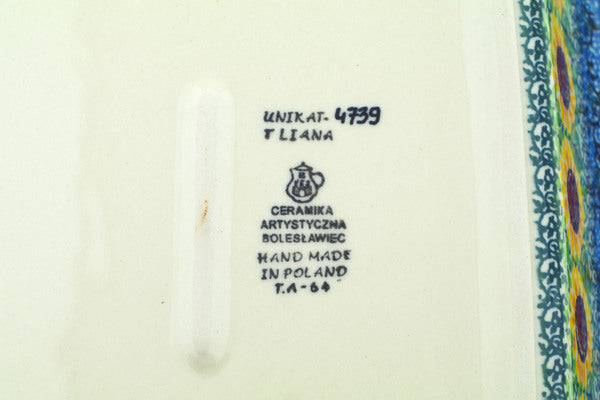 UNIKAT-4739
T LIANA
CERAMIKA
ARTYSTYCZNA
BOLESŁAWIEC
HAND MADE
IN POLAND
T.A-64